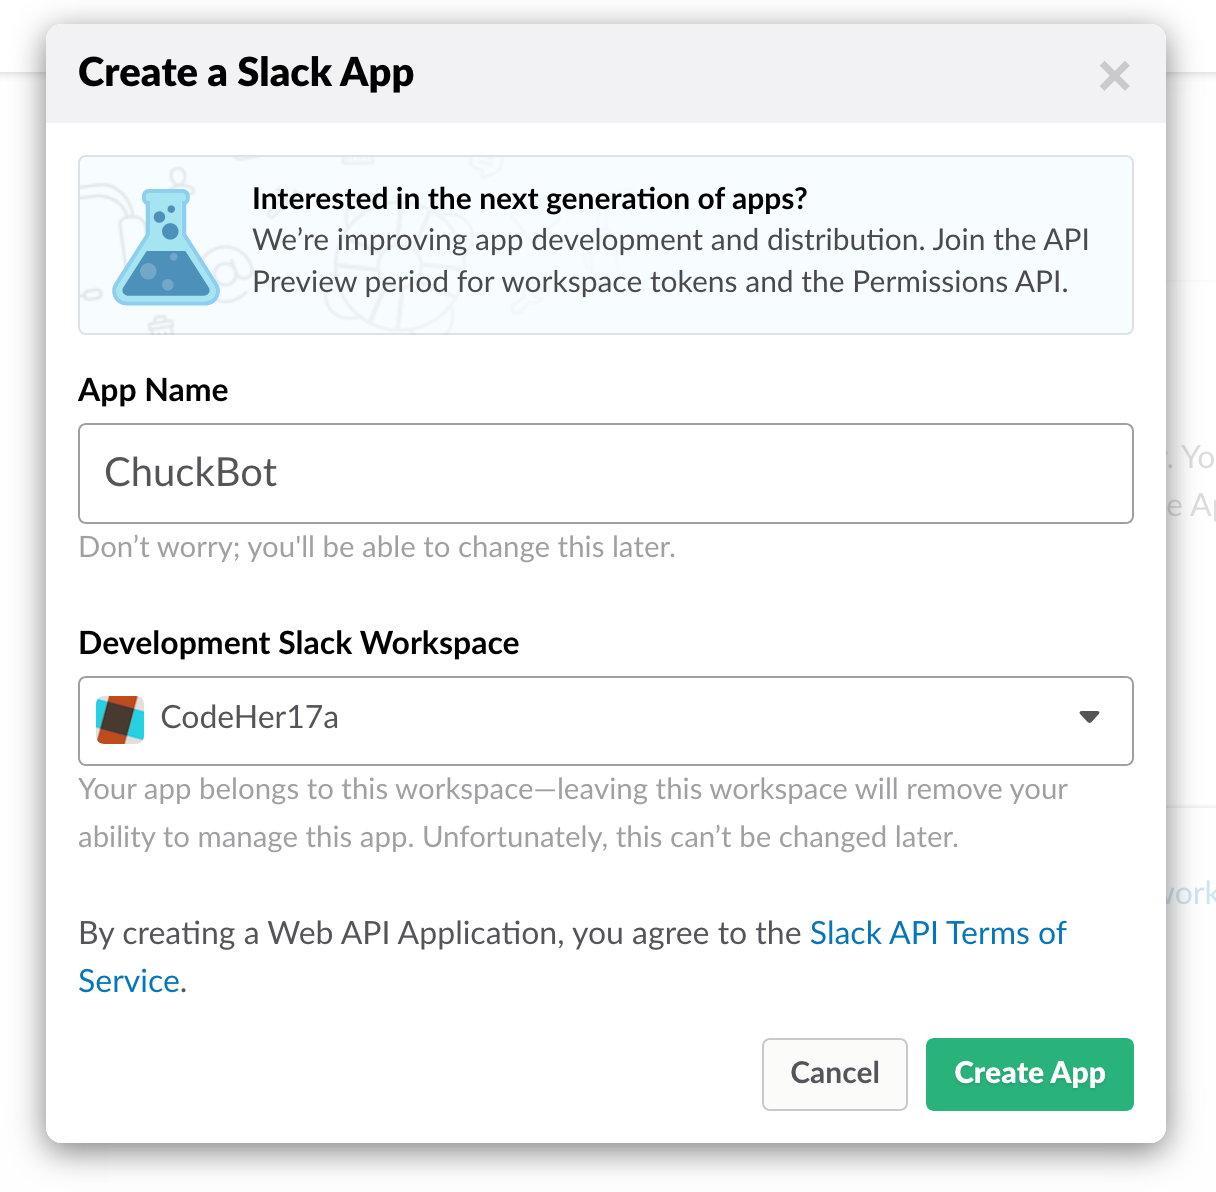 Create a Slack App
Interested in the next generation of apps?
We’re improving app development and distribution. Join the API
Preview period for workspace tokens and the Permissions API.
App Name
ChuckBot
Don’t worry; you'll be able to change this later.
Development Slack Workspace
CodeHer17a
Your app belongs to this workspace—leaving this workspace will remove your
ability to manage this app. Unfortunately, this can’t be changed later.
By creating a Web API Application, you agree to the Slack API Terms of
Service.
Cancel
Create App